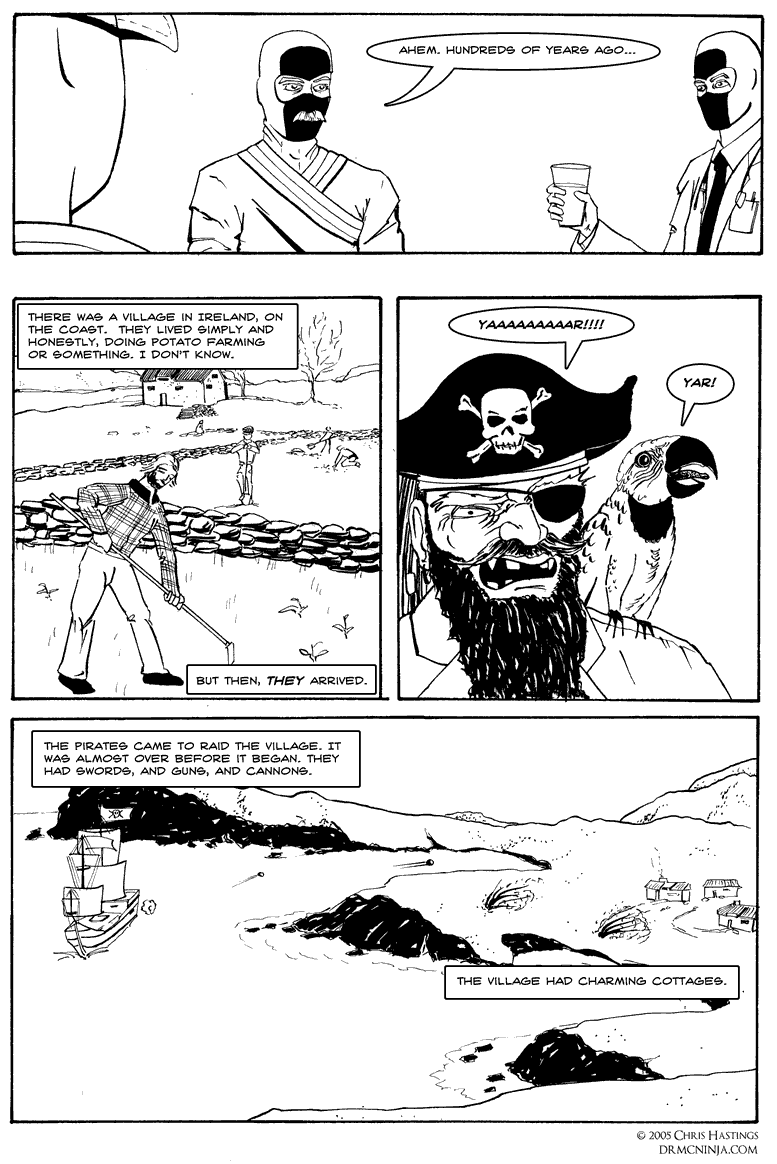 AHEM. HUNDREDS OF YEARS AGO...
THERE WAS A VILLAGE IN IRELAND, ON
THE COAST. THEY LIVED SIMPLY AND
HONESTLY, DOING POTATO FARMING
OR SOMETHING. I DON'T KNOW.
BUT THEN, THEY ARRIVED.
YAAAAAAAAAR!!!!
YAR!
THE PIRATES CAME TO RAID THE VILLAGE. IT
WAS ALMOST OVER BEFORE IT BEGAN. THEY
HAD SWORDS, AND GUNS, AND CANNONS.
THE VILLAGE HAD CHARMING COTTAGES.
© 2005 CHRIS HASTINGS
DRMCNINJA.COM